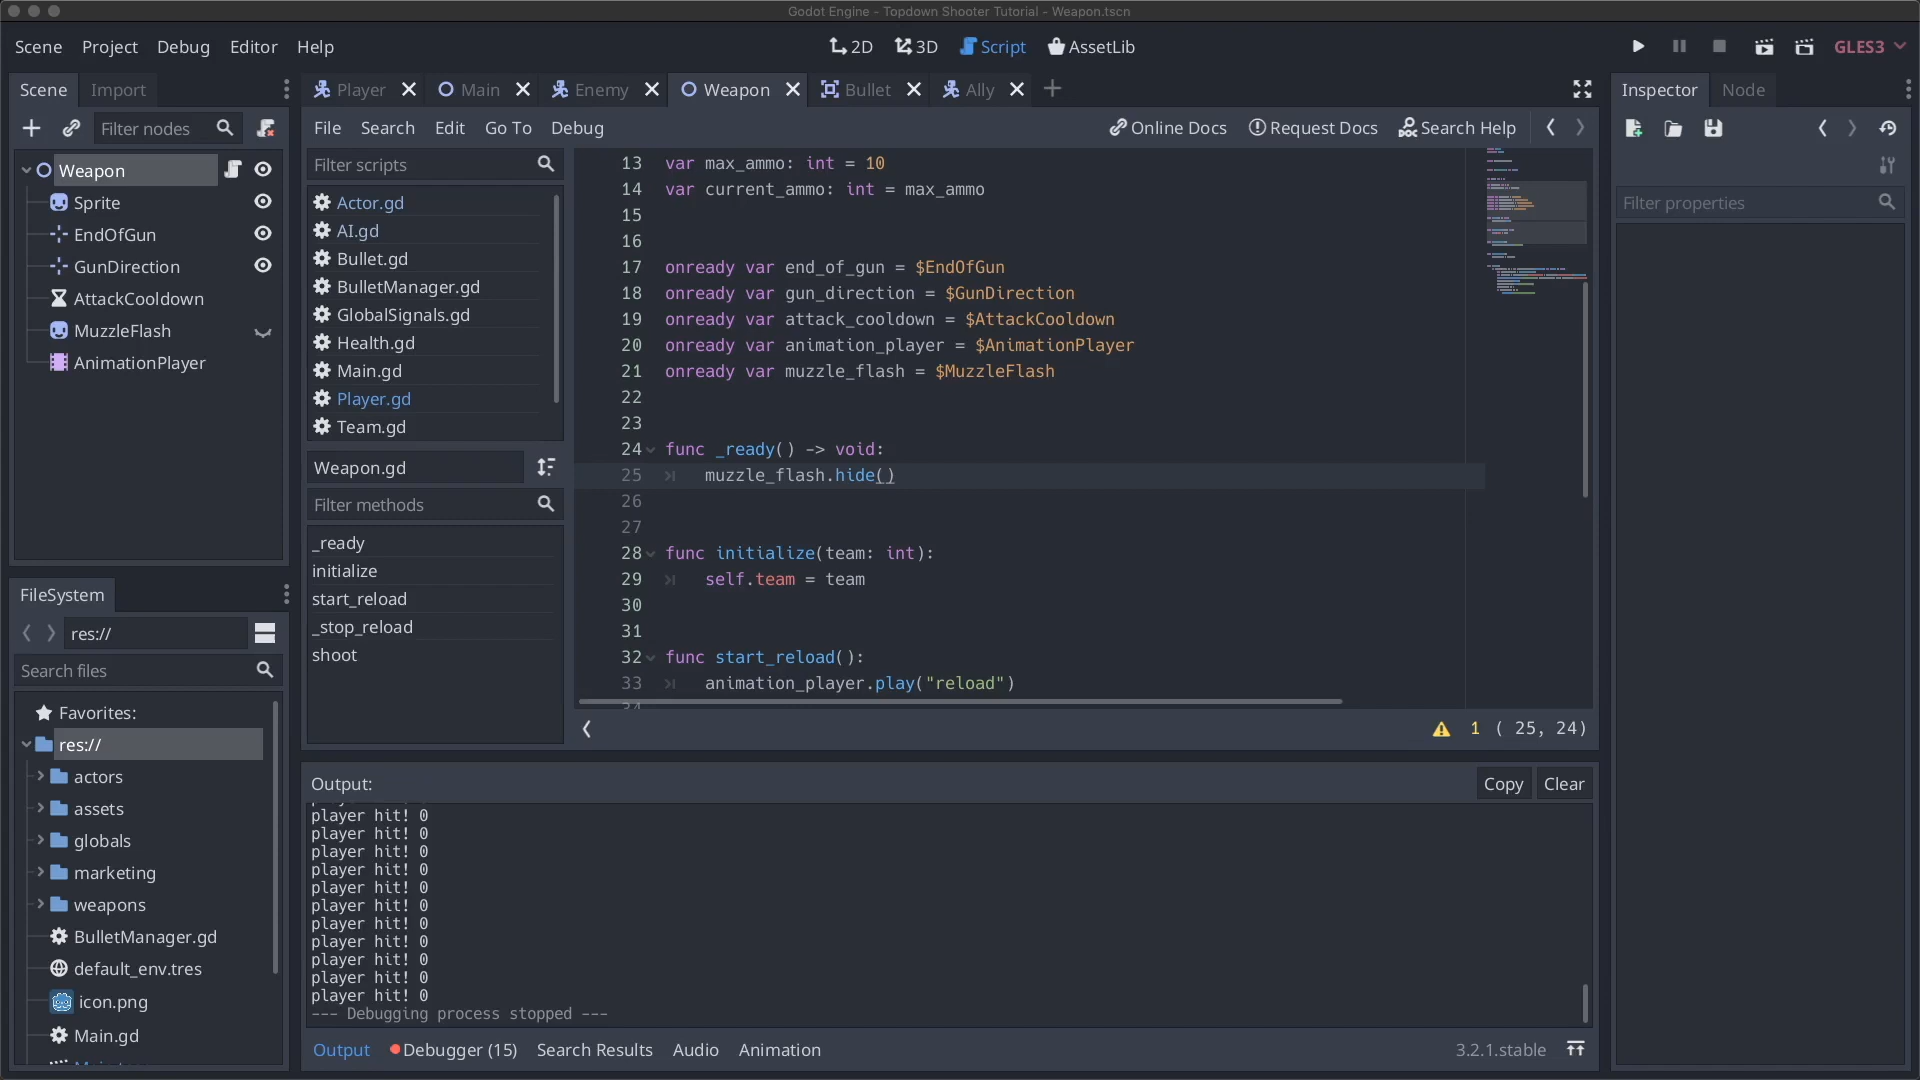 Godot Engine - Topdown Shooter Tutorial - Weapon.tscn
Scene Project Debug Editor Help
2D 3D Script AssetLib
GLES3
Scene Import
Player Main Enemy Weapon Bullet Ally
Inspector Node
Filter nodes
File Search Edit Go To Debug
Online Docs Request Docs Search Help
Filter properties
Weapon
Sprite
EndOfGun
GunDirection
AttackCooldown
MuzzleFlash
AnimationPlayer
Filter scripts
Actor.gd
AI.gd
Bullet.gd
BulletManager.gd
GlobalSignals.gd
Health.gd
Main.gd
Player.gd
Team.gd
Weapon.gd
Filter methods
_ready
initialize
start_reload
_stop_reload
shoot
13 var max_ammo: int = 10
14 var current_ammo: int = max_ammo
15
16
17 onready var end_of_gun = $EndOfGun
18 onready var gun_direction = $GunDirection
19 onready var attack_cooldown = $AttackCooldown
20 onready var animation_player = $AnimationPlayer
21 onready var muzzle_flash = $MuzzleFlash
22
23
24 func _ready() -> void:
25 muzzle_flash.hide()
26
27
28 func initialize(team: int):
29 self.team = team
30
31
32 func start_reload():
33 animation_player.play("reload")
1 ( 25, 24)
FileSystem
res://
Search files
Favorites:
res://
actors
assets
globals
marketing
weapons
BulletManager.gd
default_env.tres
icon.png
Main.gd
Output:
Copy Clear
player hit! 0
player hit! 0
player hit! 0
player hit! 0
player hit! 0
player hit! 0
player hit! 0
player hit! 0
player hit! 0
player hit! 0
player hit! 0
--- Debugging process stopped ---
Output Debugger (15) Search Results Audio Animation
3.2.1.stable